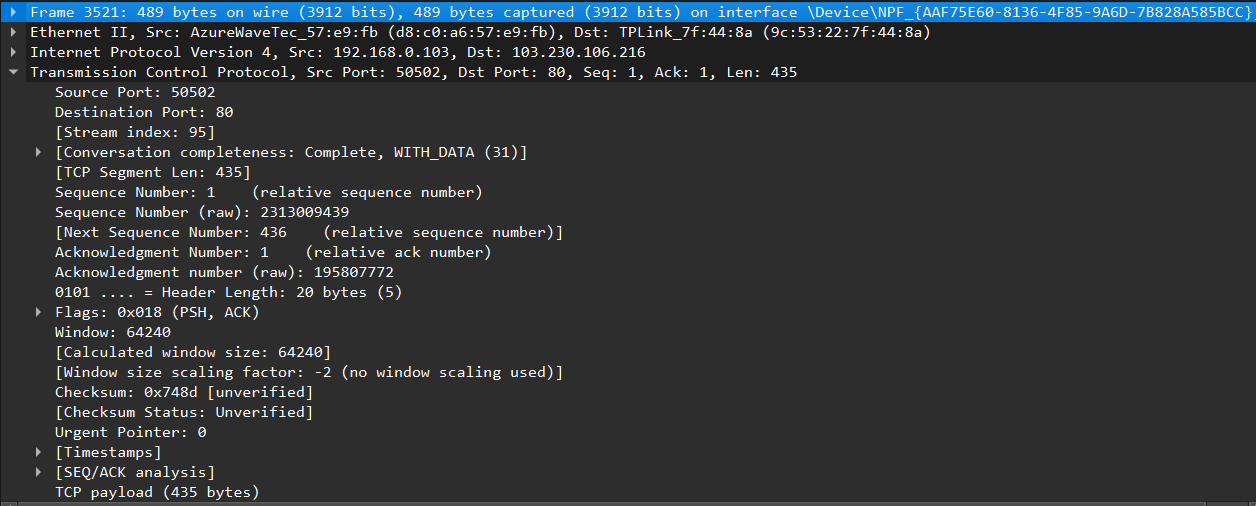 Frame 3521: 489 bytes on wire (3912 bits), 489 bytes captured (3912 bits) on interface \Device\NPF_{AAF75E60-8136-4F85-9A6D-7B828A585BCC}
Ethernet II, Src: AzureWaveTec_57:e9:fb (d8:c0:a6:57:e9:fb), Dst: TPLink_7f:44:8a (9c:53:22:7f:44:8a)
Internet Protocol Version 4, Src: 192.168.0.103, Dst: 103.230.106.216
Transmission Control Protocol, Src Port: 50502, Dst Port: 80, Seq: 1, Ack: 1, Len: 435
Source Port: 50502
Destination Port: 80
[Stream index: 95]
[Conversation completeness: Complete, WITH_DATA (31)]
[TCP Segment Len: 435]
Sequence Number: 1    (relative sequence number)
Sequence Number (raw): 2313009439
[Next Sequence Number: 436    (relative sequence number)]
Acknowledgment Number: 1    (relative ack number)
Acknowledgment number (raw): 195807772
0101 .... = Header Length: 20 bytes (5)
Flags: 0x018 (PSH, ACK)
Window: 64240
[Calculated window size: 64240]
[Window size scaling factor: -2 (no window scaling used)]
Checksum: 0x748d [unverified]
[Checksum Status: Unverified]
Urgent Pointer: 0
[Timestamps]
[SEQ/ACK analysis]
TCP payload (435 bytes)